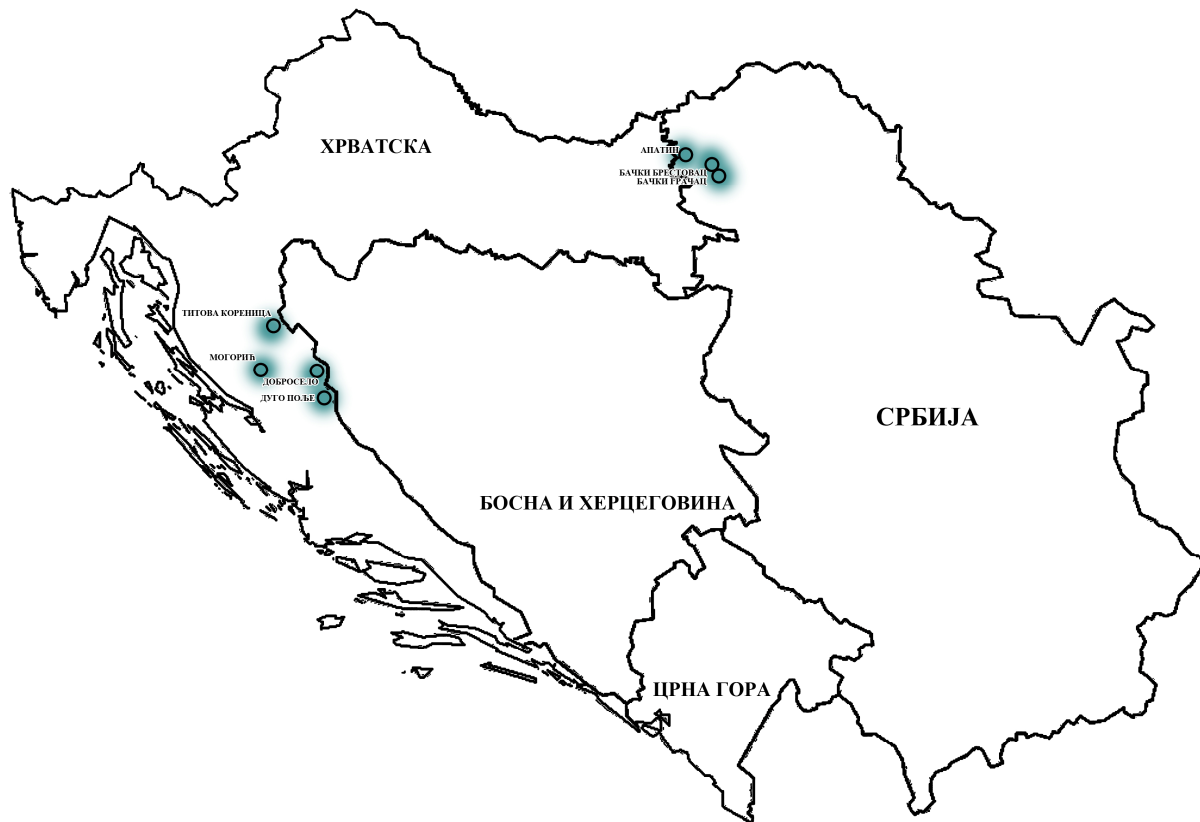 ХРВАТСКА
АПАТИН
БАЧКИ БРЕСТОВАЦ
БАЧКИ ГРАЧАЦ
ТИТОВА КОРЕНИЦА
МОГОРИЋ
ДОБРОСЕЛО
ДУГО ПОЉЕ
СРБИЈА
БОСНА И ХЕРЦЕГОВИНА
ЦРНА ГОРА